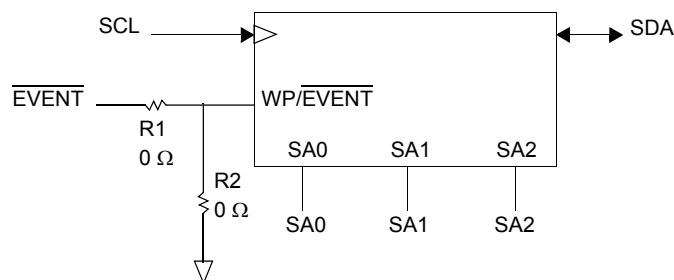 SCL
SDA
EVENT
WP/EVENT
R1
0 Ω
SA0 SA1 SA2
R2
0 Ω
SA0 SA1 SA2